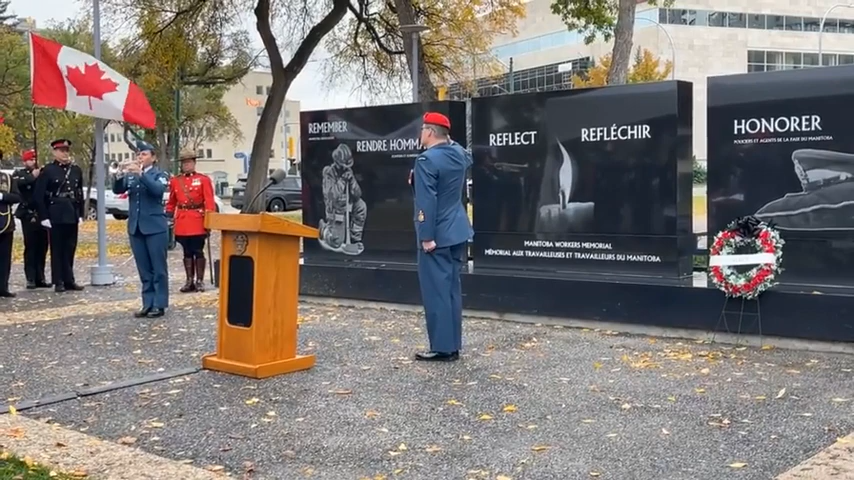 REMEMBER
RENDRE HOMMA
REFLECT
REFLÉCHIR
MANITOBA WORKERS MEMORIAL
MÉMORIAL AUX TRAVAILLEUSES ET TRAVAILLEURS DU MANITOBA
HONORER
POLICIERS ET AGENTS DE LA PAIX DU MANITOBA